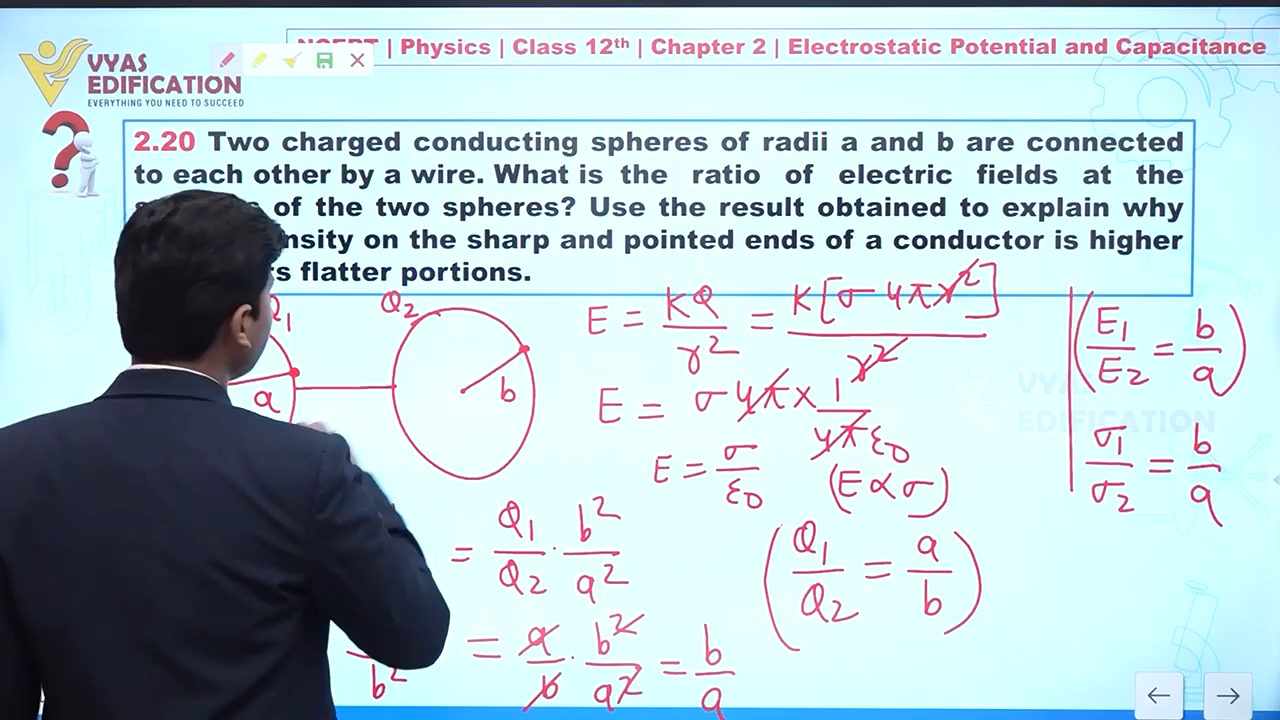 | Physics | Class 12th | Chapter 2 | Electrostatic Potential and Capacitance
VYAS
EDIFICATION
EVERYTHING YOU NEED TO SUCCEED
2.20 Two charged conducting spheres of radii a and b are connected
to each other by a wire. What is the ratio of electric fields at the
of the two spheres? Use the result obtained to explain why
on the sharp and pointed ends of a conductor is higher
flatter portions.
Q₂
a
b
E = KQ/r² = K[σ 4πr²]/r²
E = σ 4π × 1/4πε₀
E = σ/ε₀ (E ∝ σ)
(E₁/E₂ = b/a)
σ₁/σ₂ = b/a
VYAS
EDIFICATION
= Q₁/Q₂ · b²/a²
(Q₁/Q₂ = a/b)
b²
= a/b · b²/a² = b/a